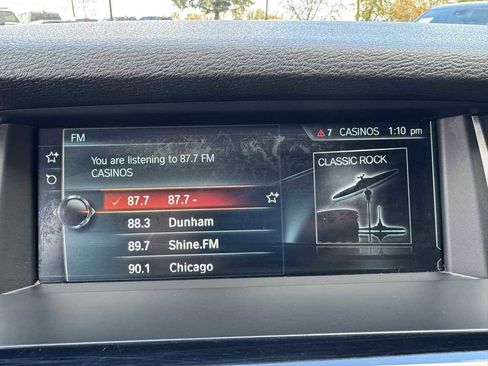 FM
7 CASINOS 1:10 pm
You are listening to 87.7 FM
CASINOS
CLASSIC ROCK
87.7 87.7 -
88.3 Dunham
89.7 Shine.FM
90.1 Chicago